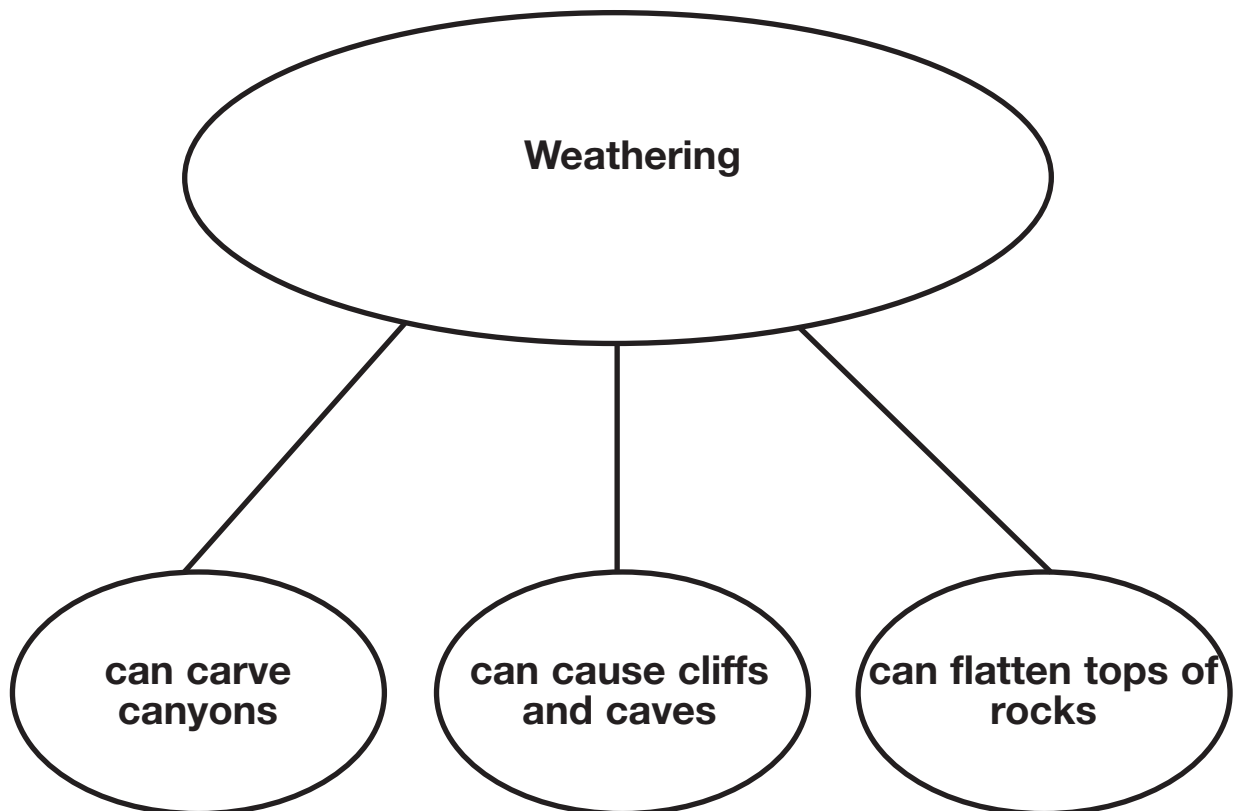 Weathering
can carve
canyons
can cause cliffs
and caves
can flatten tops of
rocks